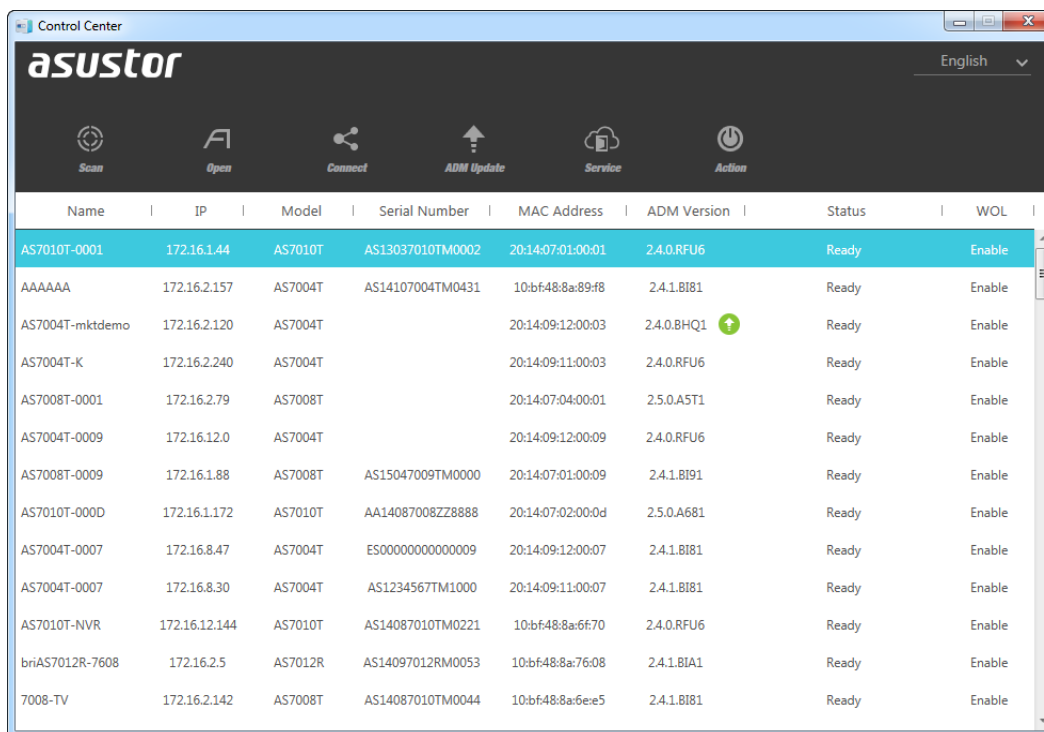 Control Center
asustor
English
Scan Open Connect ADM Update Service Action
Name IP Model Serial Number MAC Address ADM Version Status WOL
AS7010T-0001 172.16.1.44 AS7010T AS13037010TM0002 20:14:07:01:00:01 2.4.0.RFU6 Ready Enable
AAAAAA 172.16.2.157 AS7004T AS14107004TM0431 10:bf:48:8a:89:f8 2.4.1.BI81 Ready Enable
AS7004T-mktdemo 172.16.2.120 AS7004T 20:14:09:12:00:03 2.4.0.BHQ1 Ready Enable
AS7004T-K 172.16.2.240 AS7004T 20:14:09:11:00:03 2.4.0.RFU6 Ready Enable
AS7008T-0001 172.16.2.79 AS7008T 20:14:07:04:00:01 2.5.0.A5T1 Ready Enable
AS7004T-0009 172.16.12.0 AS7004T 20:14:09:12:00:09 2.4.0.RFU6 Ready Enable
AS7008T-0009 172.16.1.88 AS7008T AS15047009TM0000 20:14:07:01:00:09 2.4.1.BI91 Ready Enable
AS7010T-000D 172.16.1.172 AS7010T AA14087008ZZ8888 20:14:07:02:00:0d 2.5.0.A681 Ready Enable
AS7004T-0007 172.16.8.47 AS7004T ES00000000000009 20:14:09:12:00:07 2.4.1.BI81 Ready Enable
AS7004T-0007 172.16.8.30 AS7004T AS1234567TM1000 20:14:09:11:00:07 2.4.1.BI81 Ready Enable
AS7010T-NVR 172.16.12.144 AS7010T AS14087010TM0221 10:bf:48:8a:6f:70 2.4.0.RFU6 Ready Enable
briAS7012R-7608 172.16.2.5 AS7012R AS14097012RM0053 10:bf:48:8a:76:08 2.4.1.BIA1 Ready Enable
7008-TV 172.16.2.142 AS7008T AS14087010TM0044 10:bf:48:8a:6e:e5 2.4.1.BI81 Ready Enable